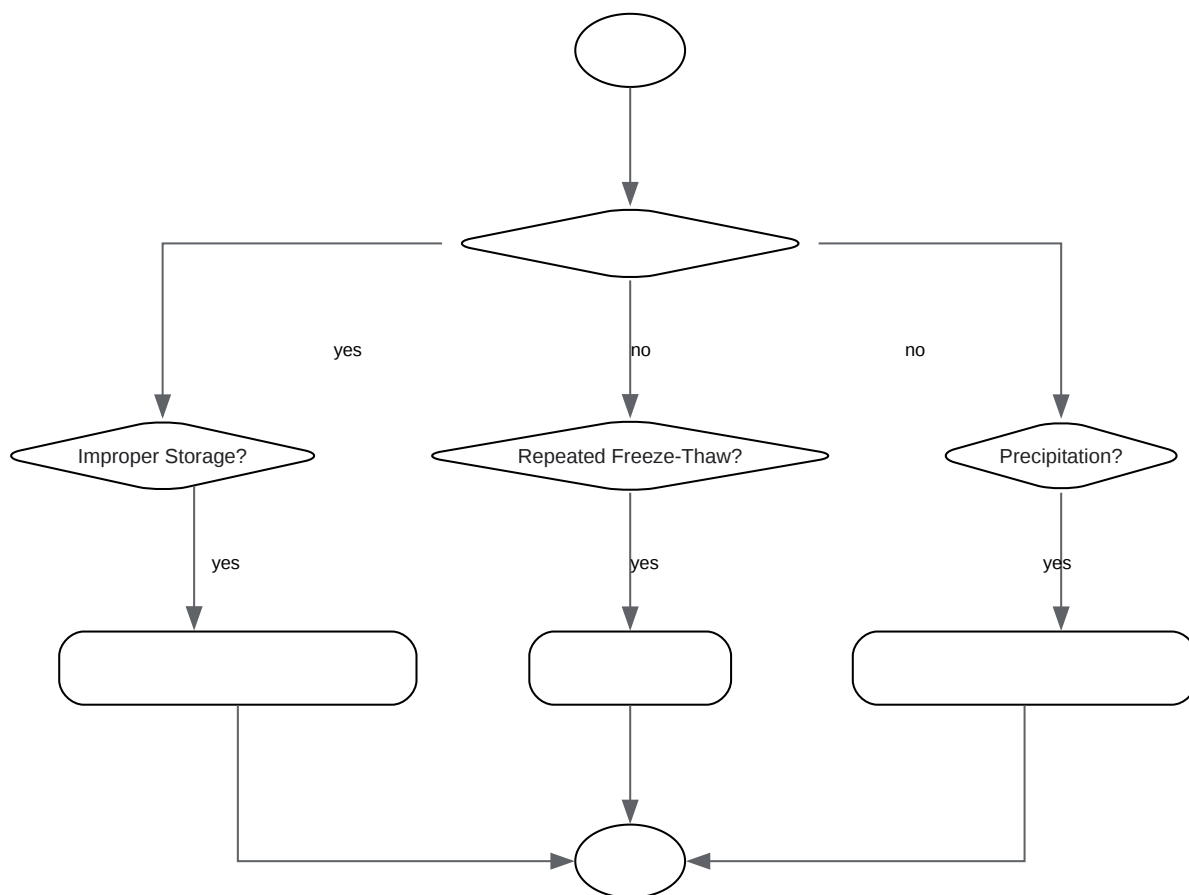 yes
no
no
Improper Storage?
Repeated Freeze-Thaw?
Precipitation?
yes
yes
yes